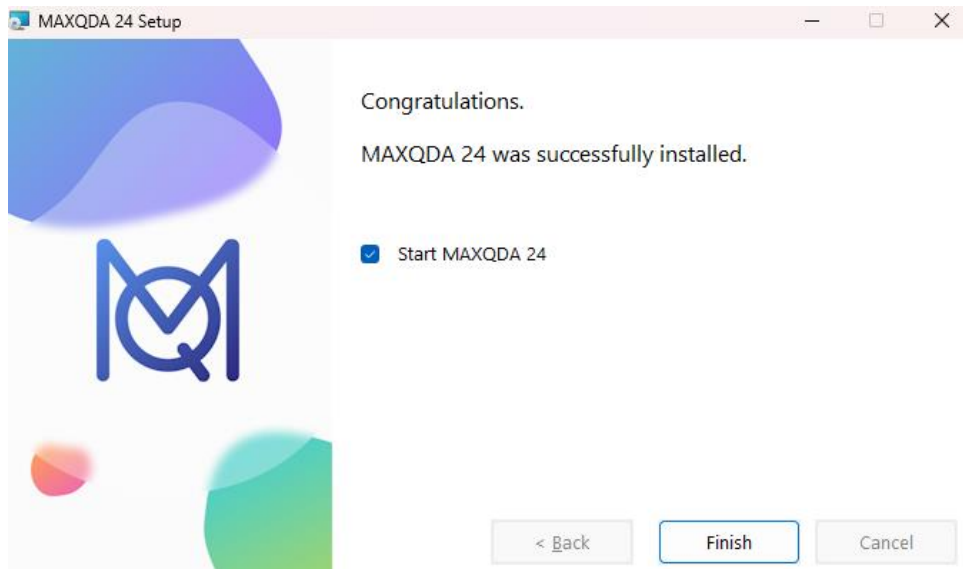 MAXQDA 24 Setup
Congratulations.
MAXQDA 24 was successfully installed.
Start MAXQDA 24
< Back
Finish
Cancel